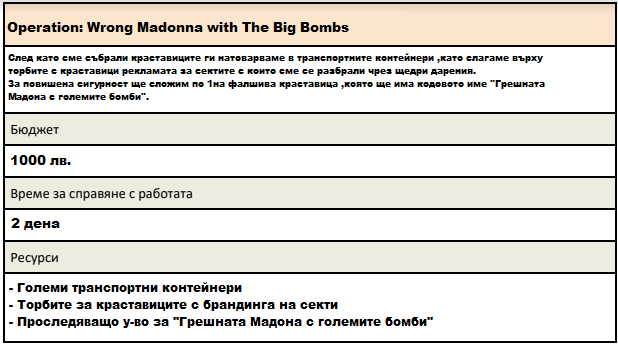 Operation: Wrong Madonna with The Big Bombs
След като сме събрали краставиците ги натоварваме в транспортните контейнери ,като слагаме върху
торбите с краставици рекламата за сектите с които сме се разбрали чрез щедри дарения.
За повишена сигурност ще сложим по 1на фалшива краставица ,която ще има кодовото име "Грешната
Мадона с големите бомби".
Бюджет
1000 лв.
Време за справяне с работата
2 дена
Ресурси
- Големи транспортни контейнери
- Торбите за краставиците с брандинга на секти
- Проследяващо у-во за "Грешната Мадона с големите бомби"